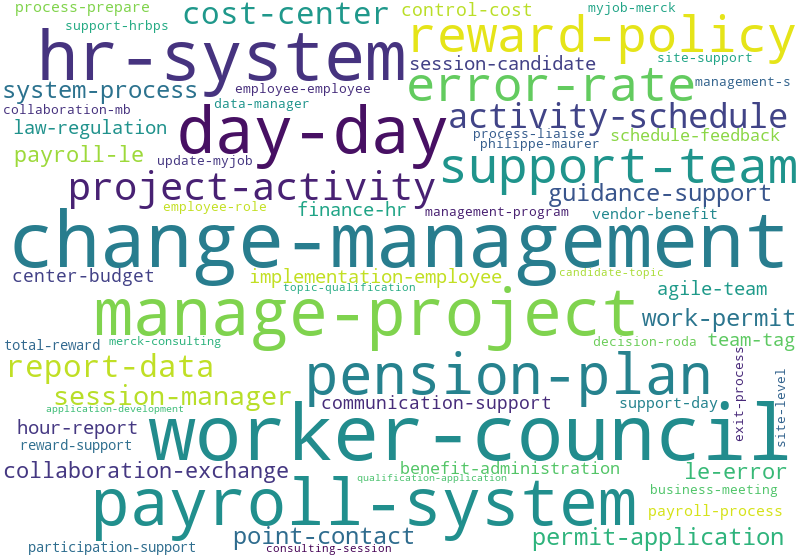 process-prepare
cost-center
control-cost
myjob-merck
support-hrbps
hr-system
reward-policy
session-candidate
site-support
system-process
employee-employee
error-rate
management-s
collaboration-mb
data-manager
day-day
activity-schedule
law-regulation
process-liaise
schedule-feedback
philippe-maurer
payroll-le
update-myjob
support-team
project-activity
guidance-support
employee-role
finance-hr
management-program
vendor-benefit
change-management
center-budget
implementation-employee
candidate-topic
topic-qualification
agile-team
manage-project
work-permit
total-reward
merck-consulting
decision-roda
team-tag
report-data
pension-plan
exit-process
site-level
session-manager
communication-support
support-day
application-development
hour-report
worker-council
reward-support
collaboration-exchange
benefit-administration
le-error
qualification-application
payroll-system
business-meeting
payroll-process
point-contact
permit-application
participation-support
consulting-session